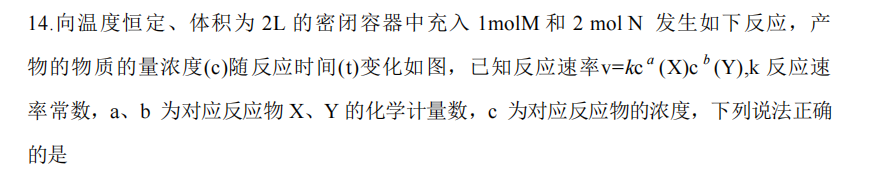 14.向温度恒定、体积为 2L 的密闭容器中充入 1molM 和 2 mol N 发生如下反应，产
物的物质的量浓度(c)随反应时间(t)变化如图，已知反应速率v=kcᵃ(X)cᵇ(Y),k 反应速
率常数，a、b 为对应反应物 X、Y 的化学计量数，c 为对应反应物的浓度，下列说法正确
的是